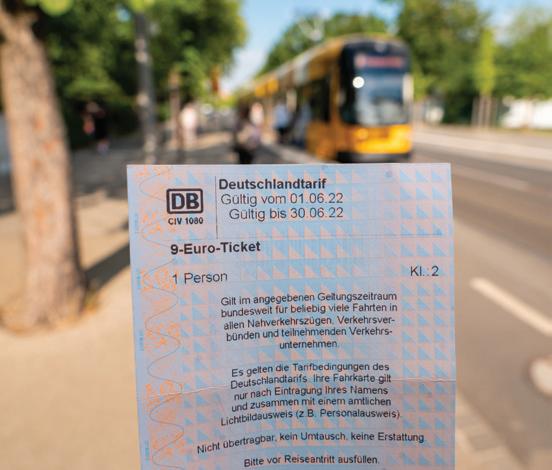 Deutschlandtarif
DB
Gültig vom 01.06.22
CIV 1080
Gültig bis 30.06.22
9-Euro-Ticket
1 Person Kl.: 2
Gilt im angegebenen Geltungszeitraum
bundesweit für beliebig viele Fahrten in
allen Nahverkehrszügen, Verkehrsver-
bünden und teilnehmenden Verkehrs-
unternehmen.
Es gelten die Tarifbedingungen des
Deutschlandtarifs. Ihre Fahrkarte gilt
nur nach Eintragung Ihres Namens
und zusammen mit einem amtlichen
Lichtbildausweis (z.B. Personalausweis).
Nicht übertragbar, kein Umtausch, keine Erstattung.
Bitte vor Reiseantritt ausfüllen.